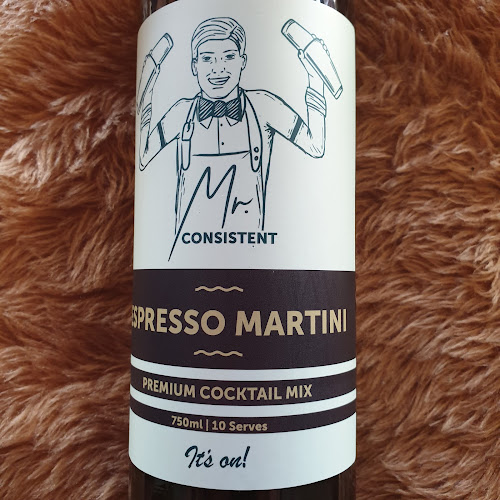 Mr.
CONSISTENT
ESPRESSO MARTINI
PREMIUM COCKTAIL MIX
750ml | 10 Serves
It's on!